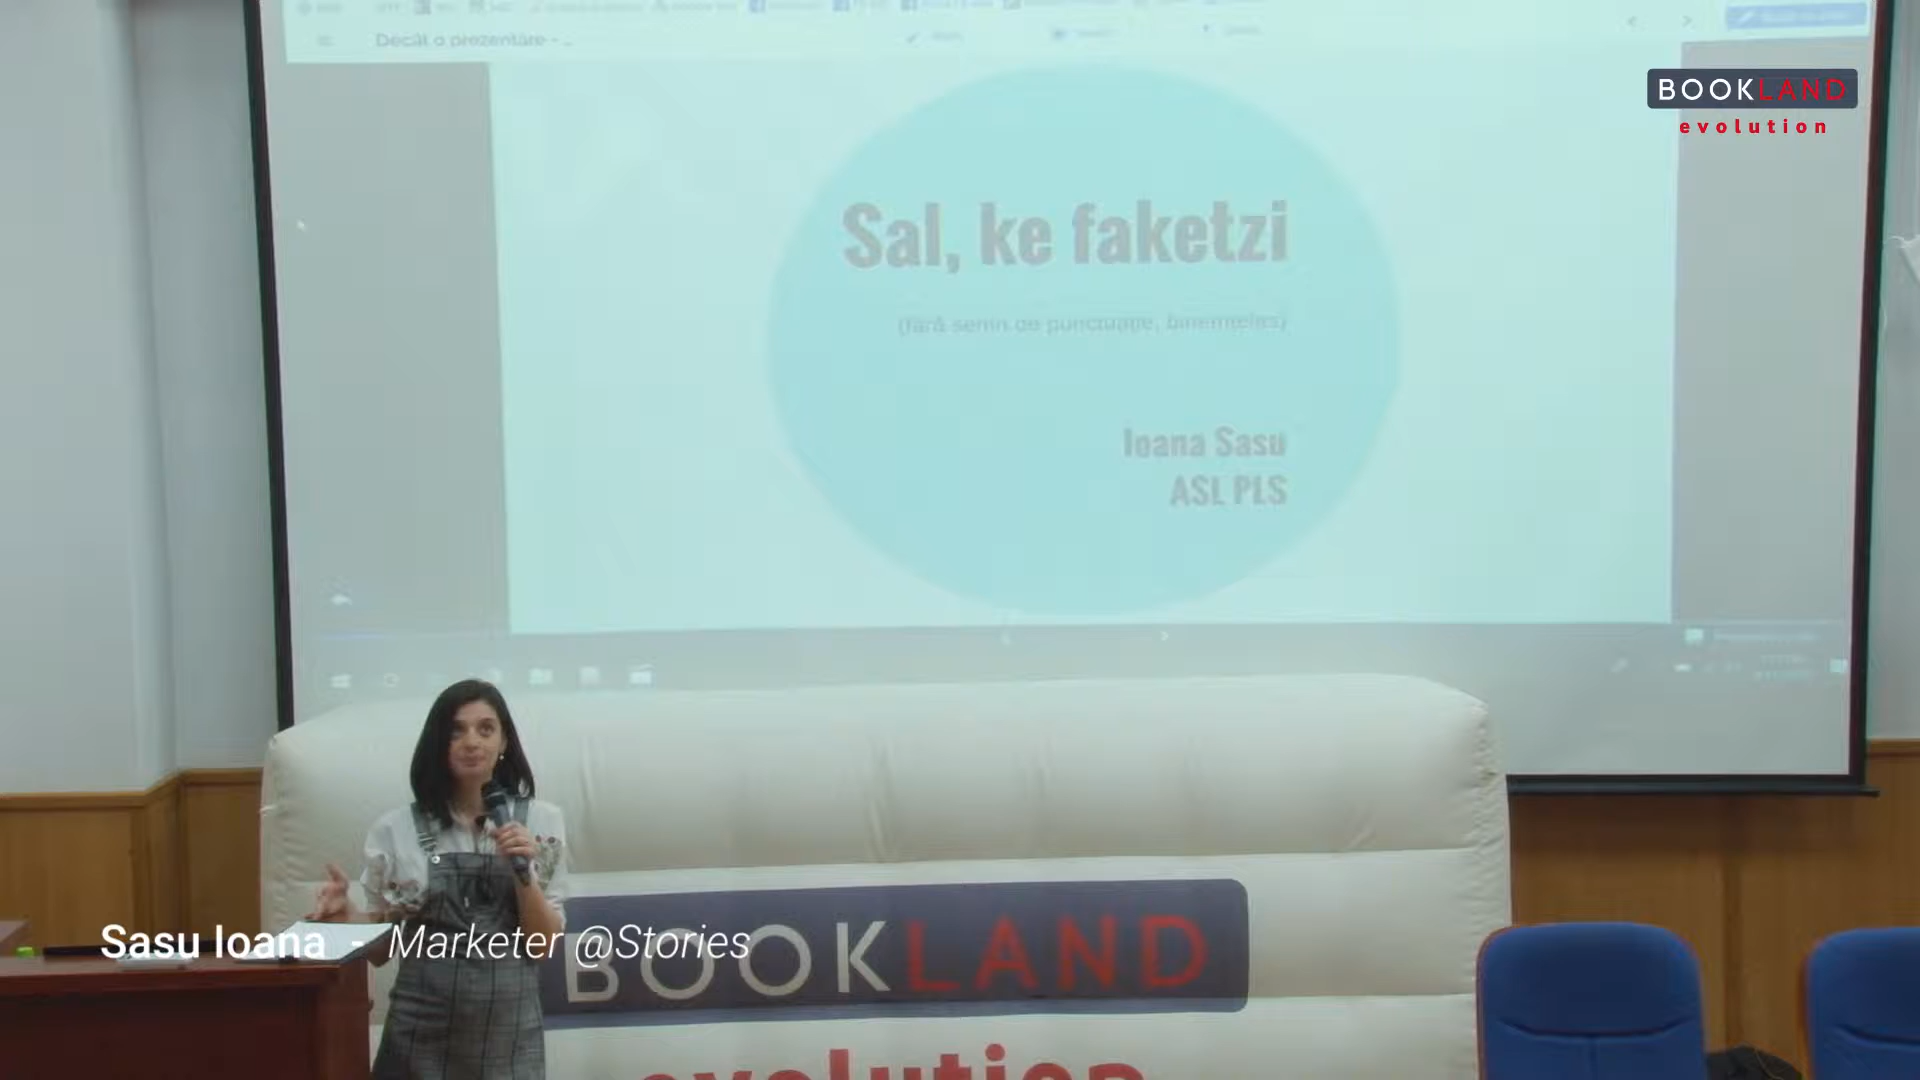 Decât o prezentare - ...
BOOKLAND
evolution
Sal, ke faketzi
(fără semn de punctuație, bineînțeles)
Ioana Sasu
ASL PLS
Sasu Ioana - Marketer @Stories
BOOKLAND
evolution